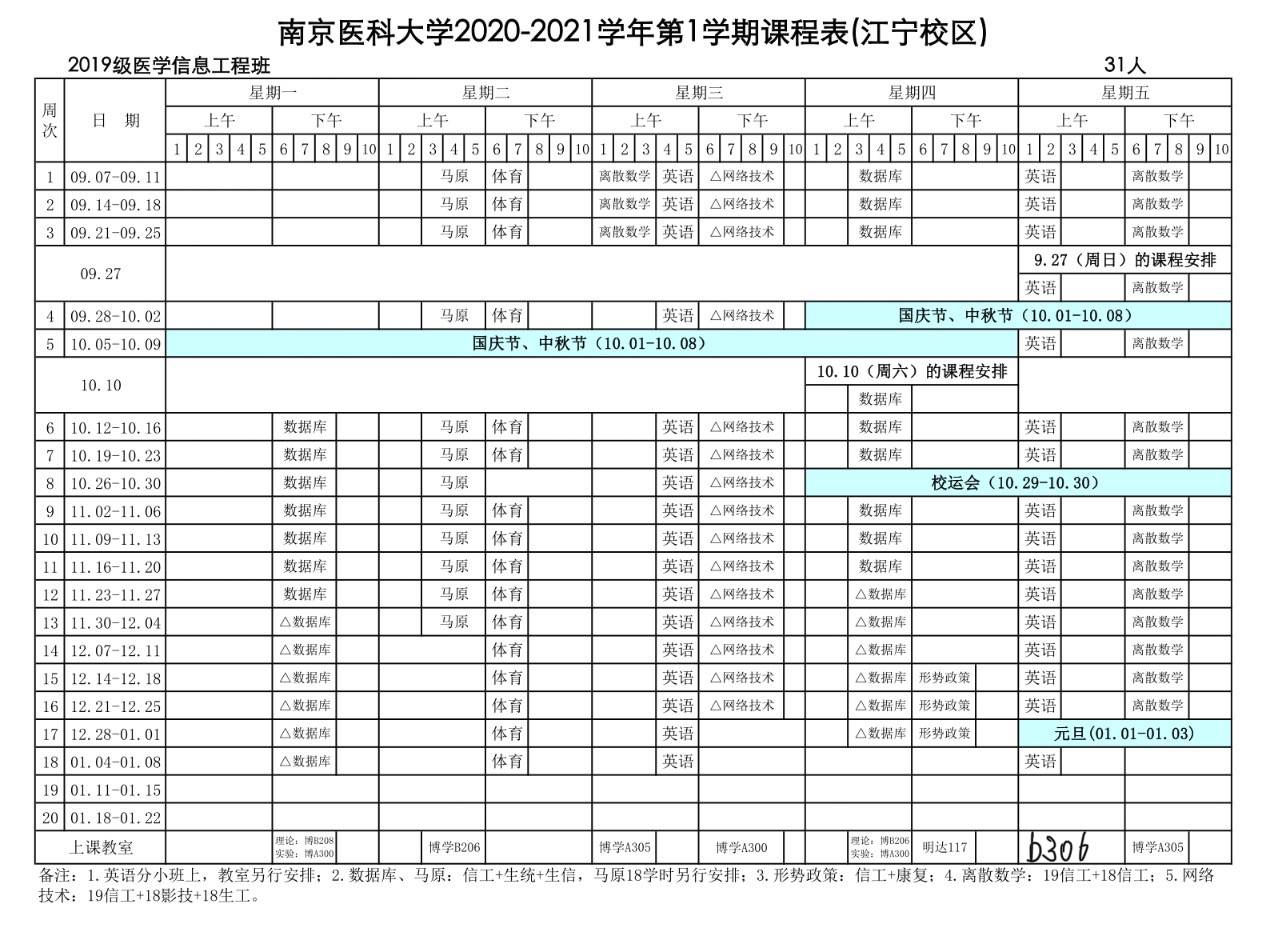 南京医科大学2020-2021学年第1学期课程表(江宁校区)
2019级医学信息工程班 31人
周次 日 期 星期一 星期二 星期三 星期四 星期五
上午 下午 上午 下午 上午 下午 上午 下午 上午 下午
1 2 3 4 5 6 7 8 9 10 1 2 3 4 5 6 7 8 9 10 1 2 3 4 5 6 7 8 9 10 1 2 3 4 5 6 7 8 9 10 1 2 3 4 5 6 7 8 9 10
1 09.07-09.11 马原 体育 离散数学 英语 △网络技术 数据库 英语 离散数学
2 09.14-09.18 马原 体育 离散数学 英语 △网络技术 数据库 英语 离散数学
3 09.21-09.25 马原 体育 离散数学 英语 △网络技术 数据库 英语 离散数学
09.27 9.27（周日）的课程安排
英语 离散数学
4 09.28-10.02 马原 体育 英语 △网络技术 国庆节、中秋节（10.01-10.08）
5 10.05-10.09 国庆节、中秋节（10.01-10.08） 英语 离散数学
10.10 10.10（周六）的课程安排
数据库
6 10.12-10.16 数据库 马原 体育 英语 △网络技术 数据库 英语 离散数学
7 10.19-10.23 数据库 马原 体育 英语 △网络技术 数据库 英语 离散数学
8 10.26-10.30 数据库 马原 英语 △网络技术 校运会（10.29-10.30）
9 11.02-11.06 数据库 马原 体育 英语 △网络技术 数据库 英语 离散数学
10 11.09-11.13 数据库 马原 体育 英语 △网络技术 数据库 英语 离散数学
11 11.16-11.20 数据库 马原 体育 英语 △网络技术 数据库 英语 离散数学
12 11.23-11.27 数据库 马原 体育 英语 △网络技术 △数据库 英语 离散数学
13 11.30-12.04 △数据库 马原 体育 英语 △网络技术 △数据库 英语 离散数学
14 12.07-12.11 △数据库 体育 英语 △网络技术 △数据库 英语 离散数学
15 12.14-12.18 △数据库 体育 英语 △网络技术 △数据库 形势政策 英语 离散数学
16 12.21-12.25 △数据库 体育 英语 △网络技术 △数据库 形势政策 英语 离散数学
17 12.28-01.01 △数据库 体育 英语 △数据库 形势政策 元旦(01.01-01.03)
18 01.04-01.08 △数据库 体育 英语 英语
19 01.11-01.15
20 01.18-01.22
上课教室 理论：博B208 实验：博A300 博学B206 博学A305 博学A300 理论：博B206 实验：博A300 明达117 b306 博学A305
备注：1.英语分小班上，教室另行安排；2.数据库、马原：信工+生统+生信，马原18学时另行安排；3.形势政策：信工+康复；4.离散数学：19信工+18信工；5.网络
技术：19信工+18影技+18生工。